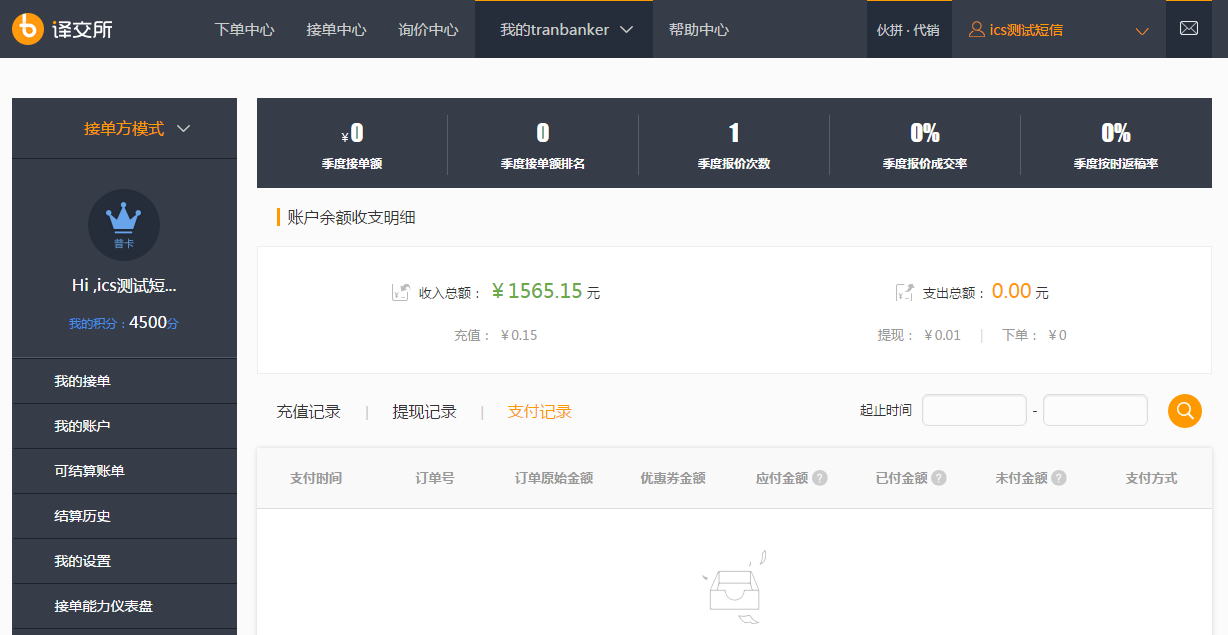 译交所 下单中心 接单中心 询价中心 我的tranbanker 帮助中心 伙拼 · 代销 ics测试短信
接单方模式
普卡
Hi ,ics测试短...
我的积分 : 4500分
我的接单
我的账户
可结算账单
结算历史
我的设置
接单能力仪表盘
¥0 0 1 0% 0%
季度接单额 季度接单额排名 季度报价次数 季度报价成交率 季度按时返稿率
账户余额收支明细
收入总额： ¥ 1565.15 元 支出总额： 0.00 元
充值： ¥ 0.15 提现： ¥ 0.01 | 下单： ¥ 0
充值记录 | 提现记录 | 支付记录 起止时间 -
支付时间 订单号 订单原始金额 优惠券金额 应付金额 ? 已付金额 ? 未付金额 ? 支付方式